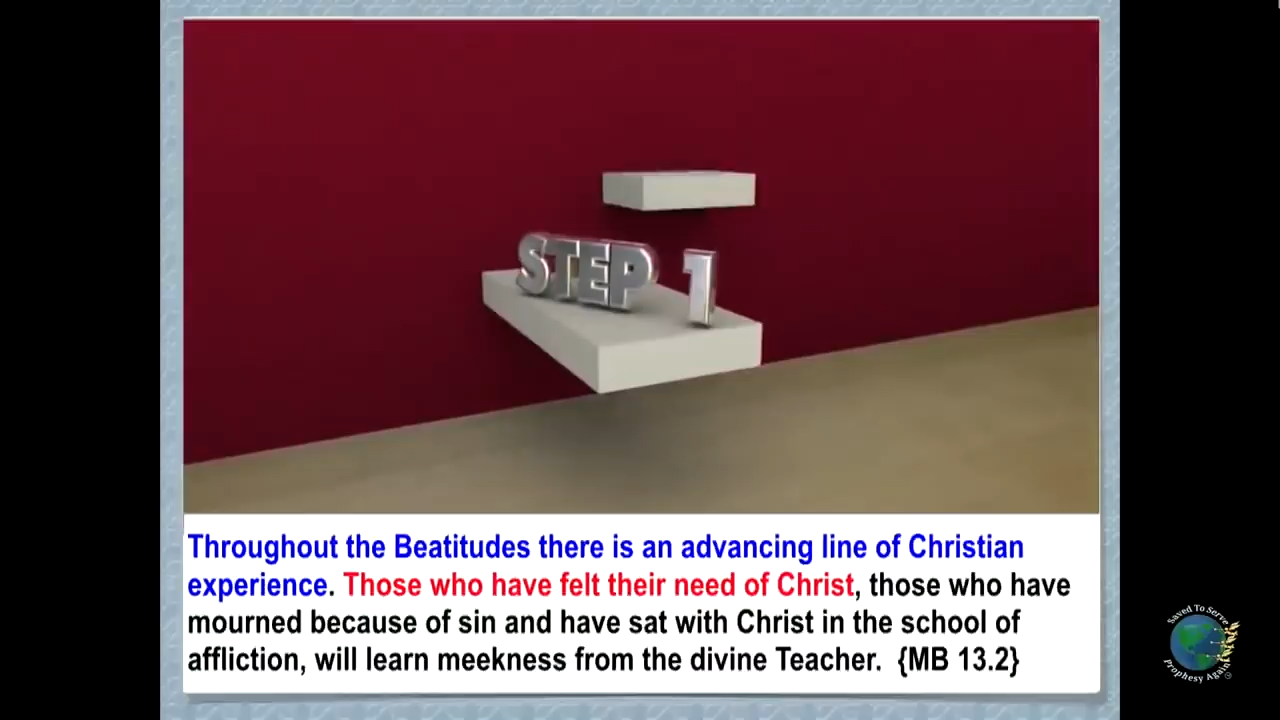 STEP 1
Throughout the Beatitudes there is an advancing line of Christian
experience. Those who have felt their need of Christ, those who have
mourned because of sin and have sat with Christ in the school of
affliction, will learn meekness from the divine Teacher. {MB 13.2}
Saved To Serve
Prophesy Again